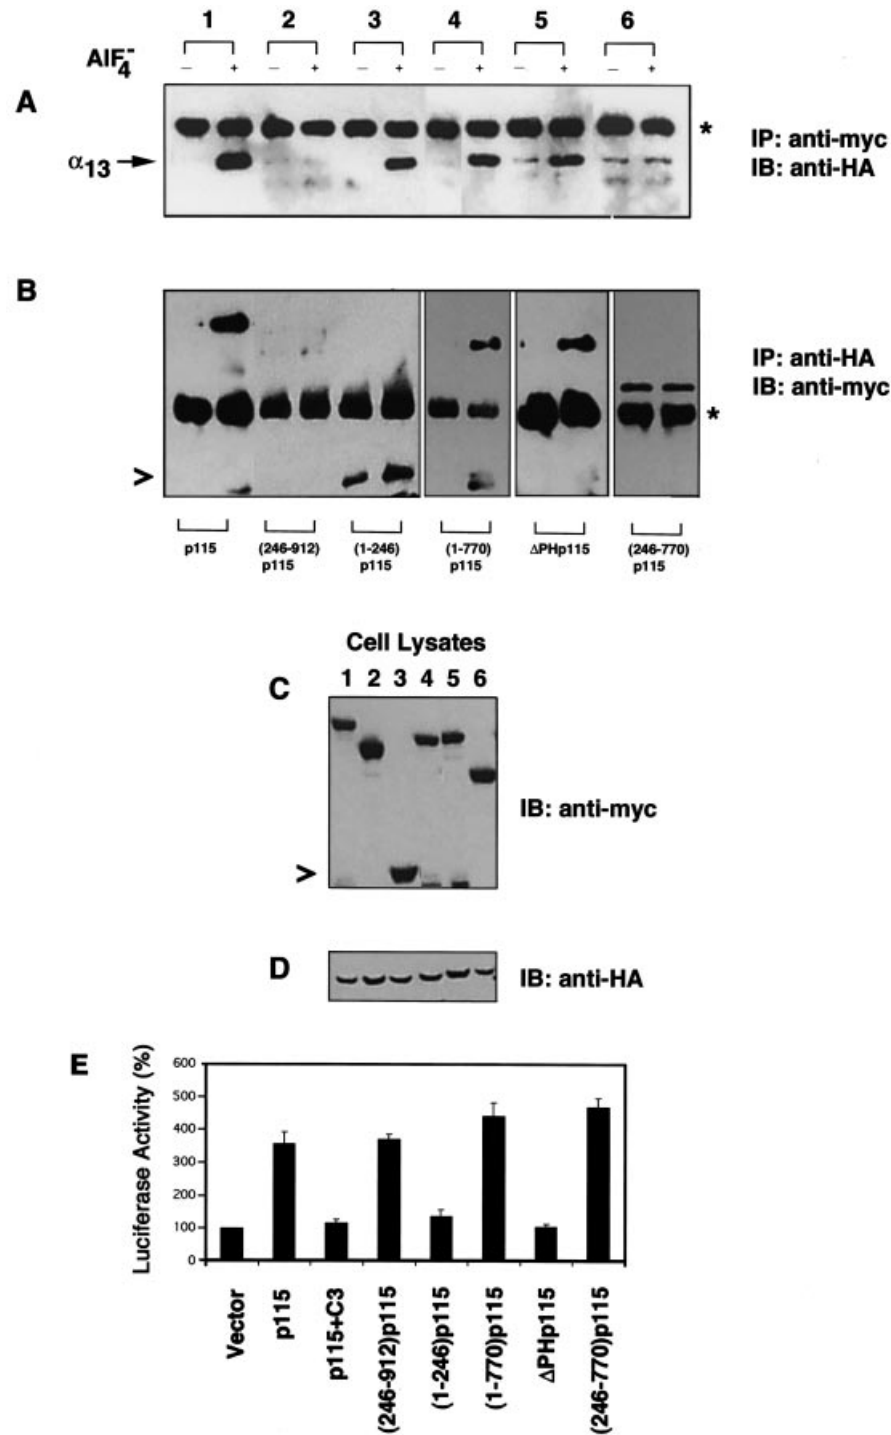 1 2 3 4 5 6
AlF4-
– + – + – + – + – + – +
A
*
IP: anti-myc
IB: anti-HA
α13
B
IP: anti-HA
IB: anti-myc
*
>
p115 (246-912) p115 (1-246) p115 (1-770) p115 ΔPHp115 (246-770) p115
Cell Lysates
C
1 2 3 4 5 6
IB: anti-myc
>
D
IB: anti-HA
E
Luciferase Activity (%)
600
500
400
300
200
100
0
Vector
p115
p115+C3
(246-912)p115
(1-246)p115
(1-770)p115
ΔPHp115
(246-770)p115